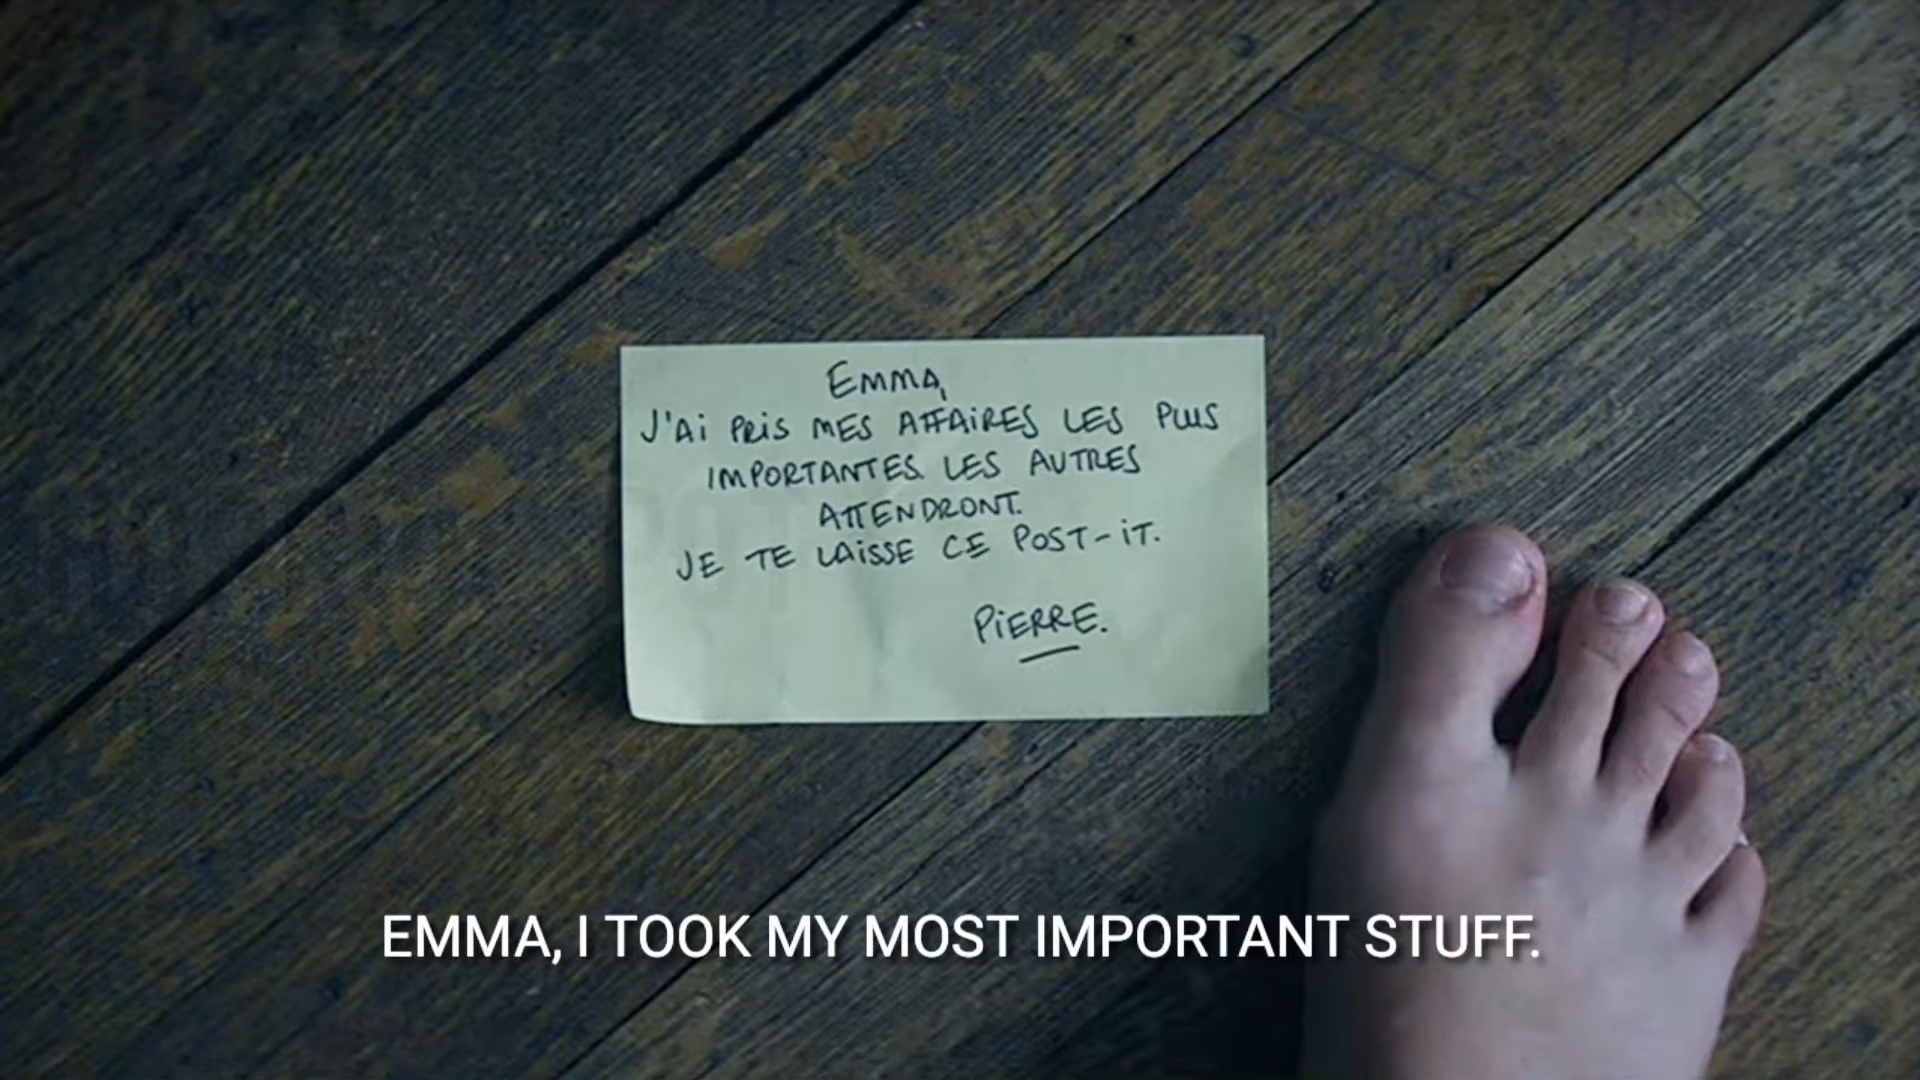 EMMA,
J'Ai PRiS MES AFFAiRES LES PLUS
IMPORTANTES. LES AUTRES
ATTENDRONT.
JE TE LAiSSE CE POST-iT.
PiERRE.
EMMA, I TOOK MY MOST IMPORTANT STUFF.